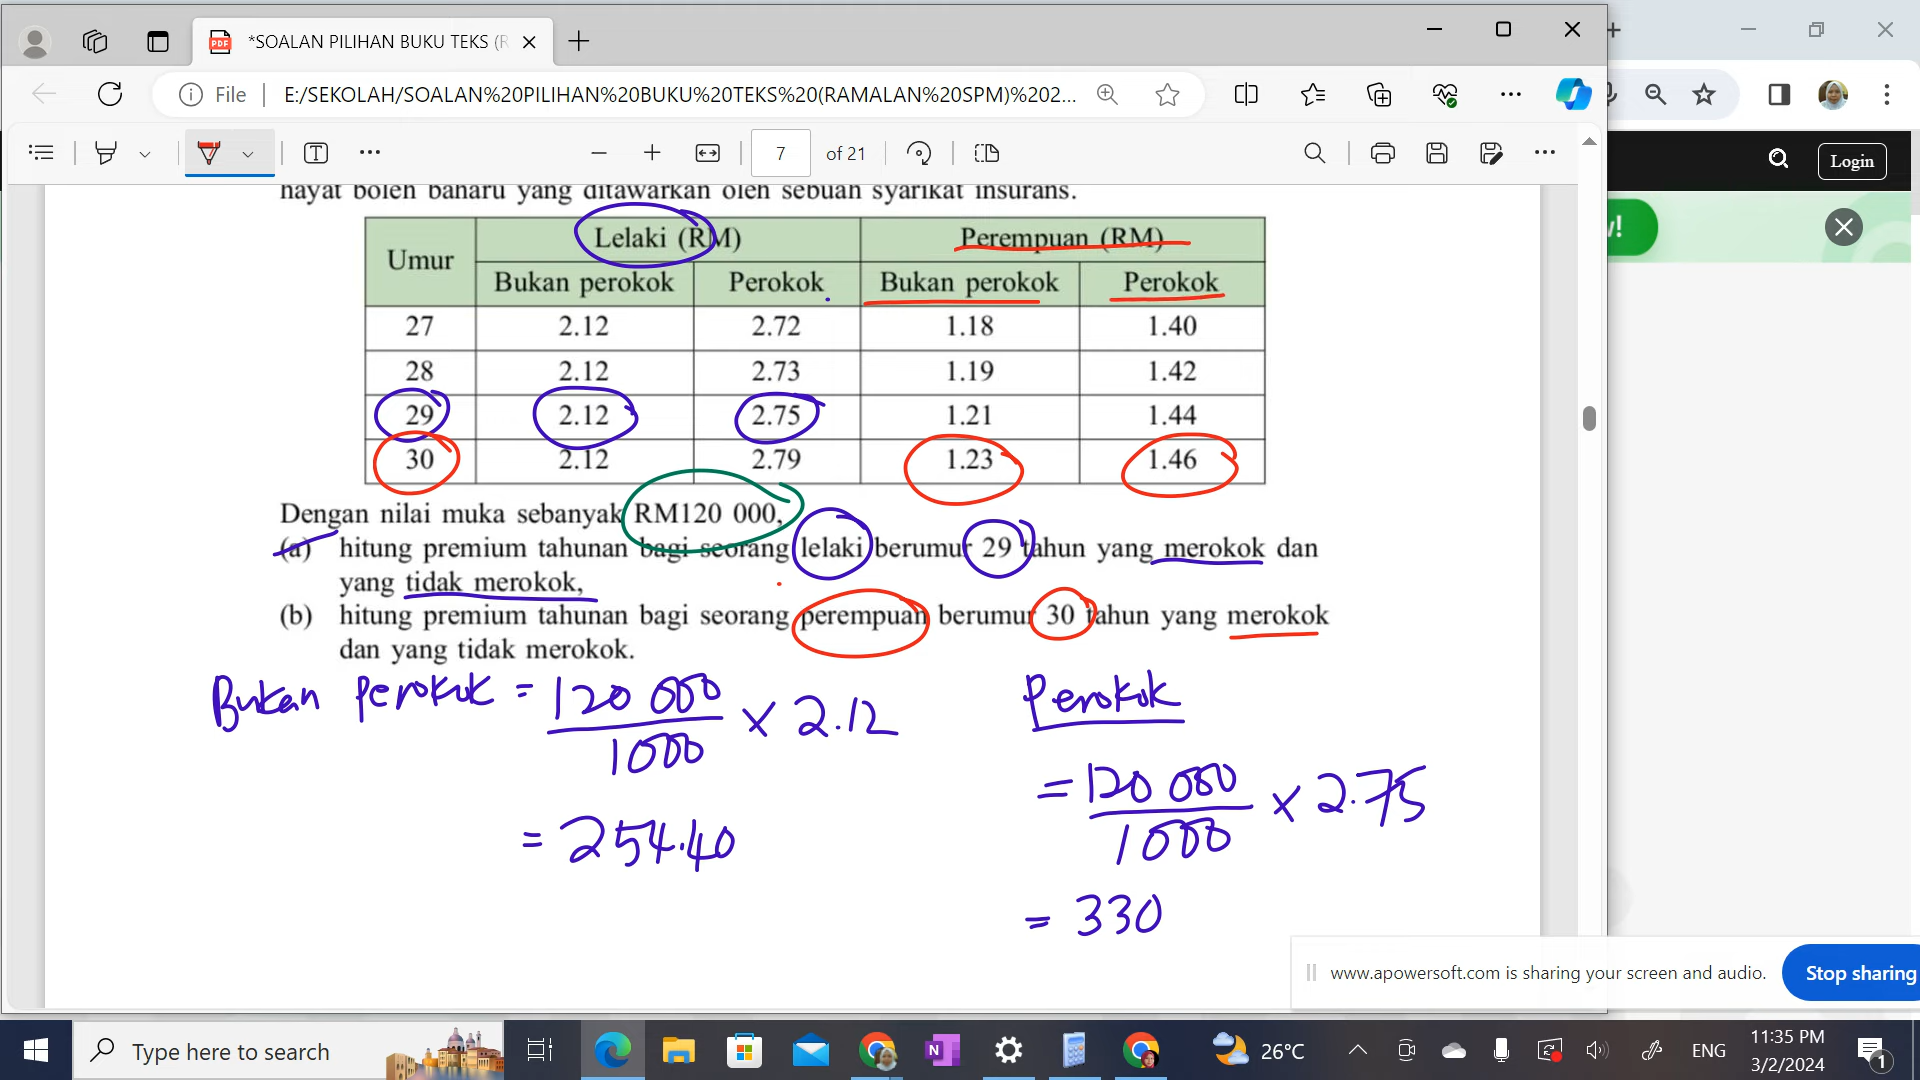 *SOALAN PILIHAN BUKU TEKS (R
File
E:/SEKOLAH/SOALAN%20PILIHAN%20BUKU%20TEKS%20(RAMALAN%20SPM)%202...
7 of 21
Login
hayat boleh baharu yang ditawarkan oleh sebuah syarikat insurans.
Umur Lelaki (RM) Perempuan (RM)
Bukan perokok Perokok Bukan perokok Perokok
27 2.12 2.72 1.18 1.40
28 2.12 2.73 1.19 1.42
29 2.12 2.75 1.21 1.44
30 2.12 2.79 1.23 1.46
Dengan nilai muka sebanyak RM120 000,
(a) hitung premium tahunan bagi seorang lelaki berumur 29 tahun yang merokok dan
yang tidak merokok,
(b) hitung premium tahunan bagi seorang perempuan berumur 30 tahun yang merokok
dan yang tidak merokok.
Bukan perokok = 120 000 / 1000 × 2.12
= 254.40
Perokok
= 120 000 / 1000 × 2.75
= 330
www.apowersoft.com is sharing your screen and audio.
Stop sharing
Type here to search
26°C
ENG
11:35 PM
3/2/2024
1